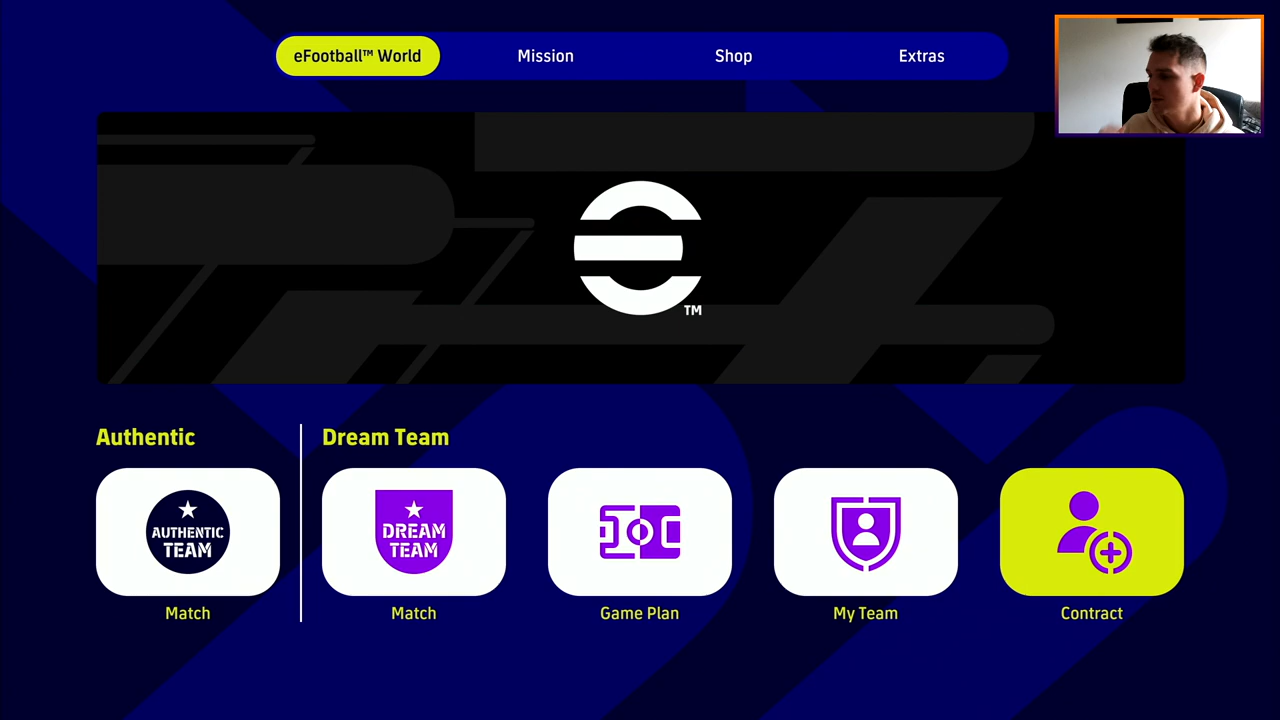 eFootball™ World
Mission
Shop
Extras
TM
Authentic
Dream Team
AUTHENTIC
TEAM
DREAM
TEAM
Match
Match
Game Plan
My Team
Contract